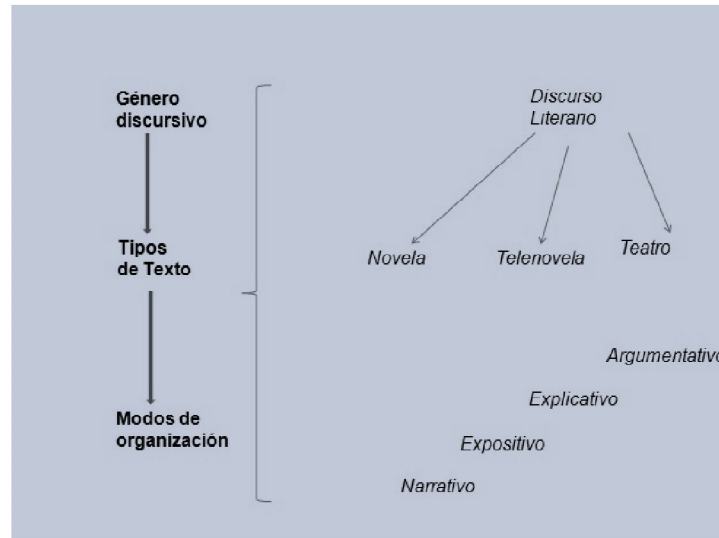 Género
discursivo
Discurso
Literano
Tipos
de Texto
Novela
Telenovela
Teatro
Argumentativo
Explicativo
Modos de
organización
Expositivo
Narrativo